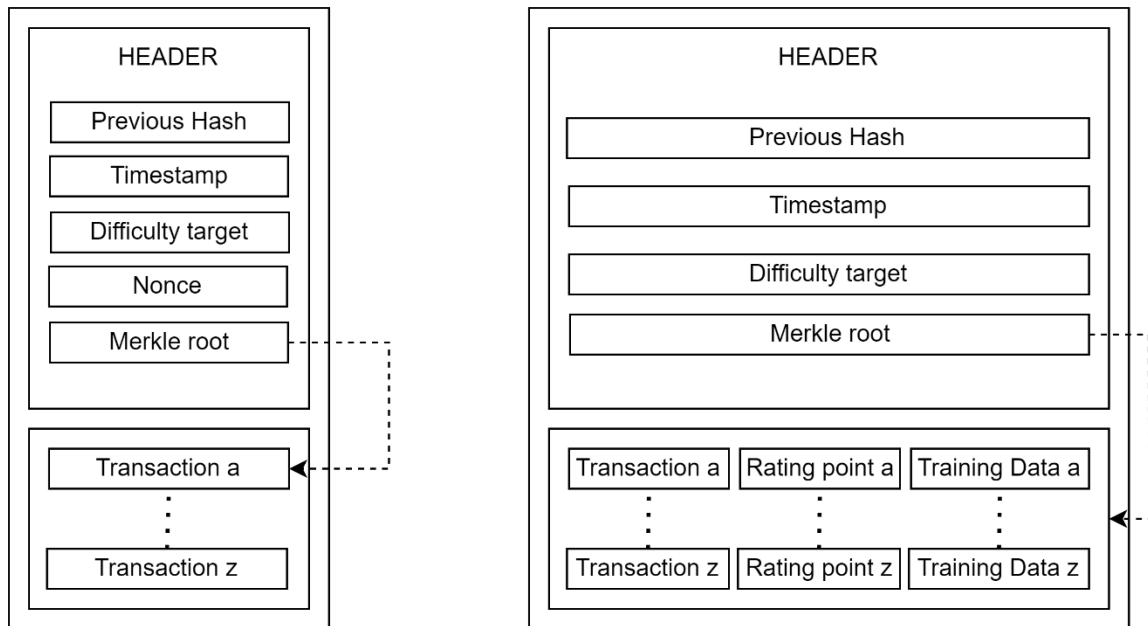 HEADER
Previous Hash
Timestamp
Difficulty target
Nonce
Merkle root
Transaction a
Transaction z
HEADER
Previous Hash
Timestamp
Difficulty target
Merkle root
Transaction a
Rating point a
Training Data a
Transaction z
Rating point z
Training Data z